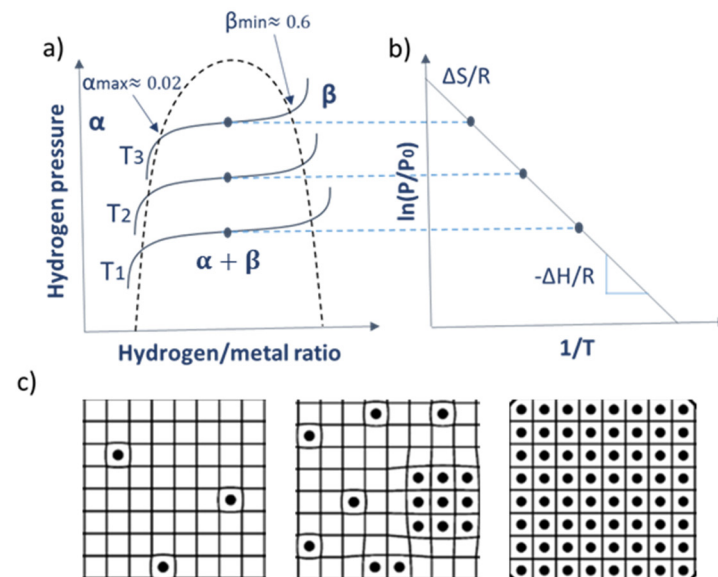 a)
βmin≈ 0.6
b)
αmax≈ 0.02
ΔS/R
β
α
T3
T2
T1
α + β
Hydrogen pressure
Hydrogen/metal ratio
ln(P/P0)
-ΔH/R
1/T
c)